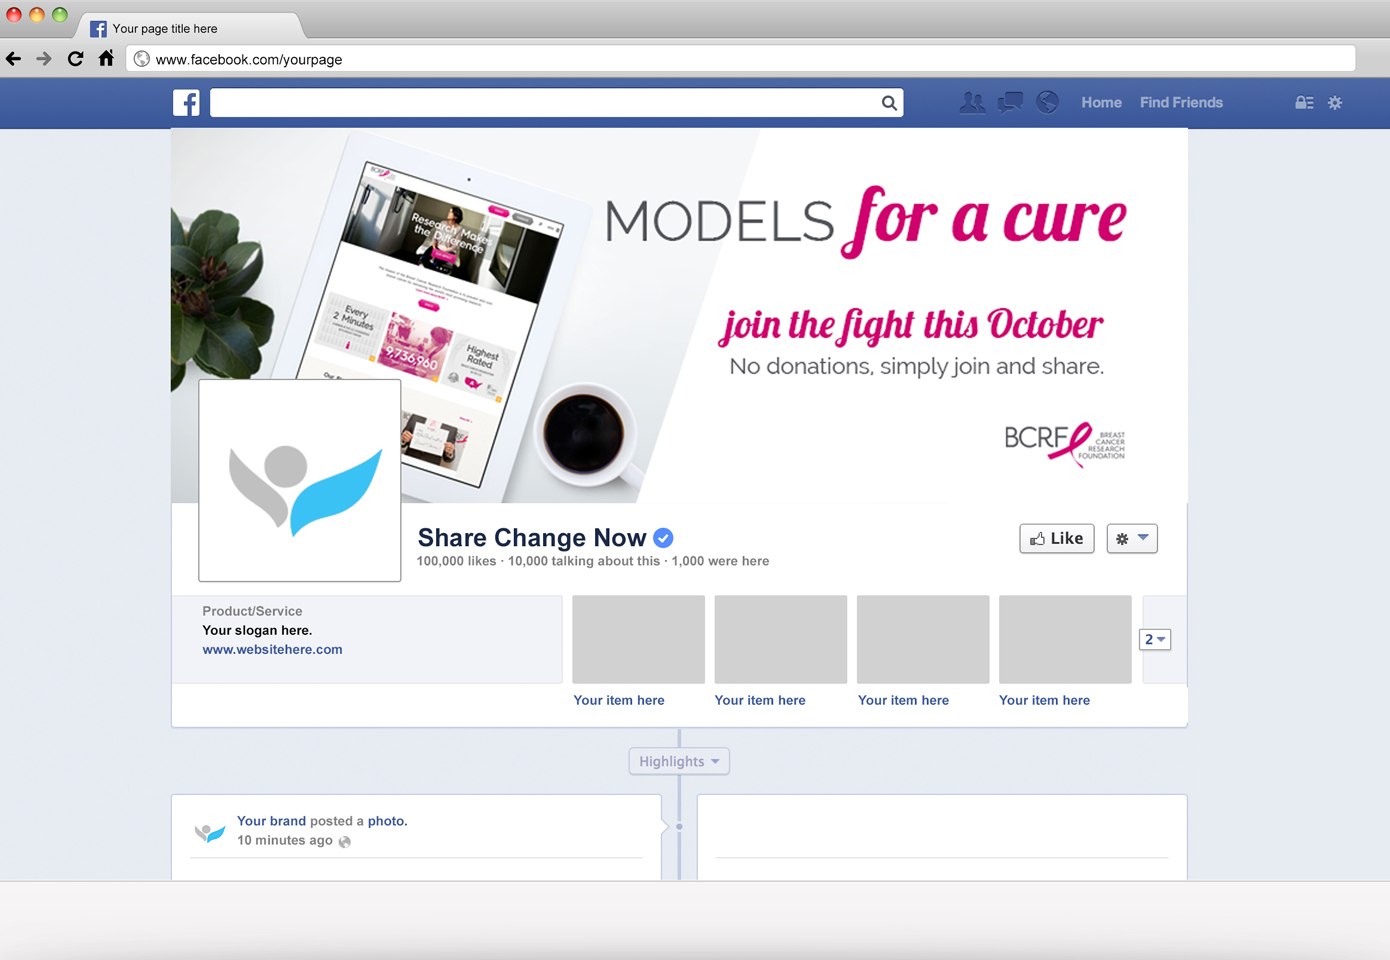 Your page title here
www.facebook.com/yourpage
Home Find Friends
BCRF
Research Makes
the Difference
Every
2 Minutes
9,736,960
Highest
Rated
MODELS for a cure
join the fight this October
No donations, simply join and share.
BCRF BREAST
CANCER
RESEARCH
FOUNDATION
Share Change Now
100,000 likes · 10,000 talking about this · 1,000 were here
Like
Product/Service
Your slogan here.
www.websitehere.com
2
Your item here
Your item here
Your item here
Your item here
Highlights
Your brand posted a photo.
10 minutes ago